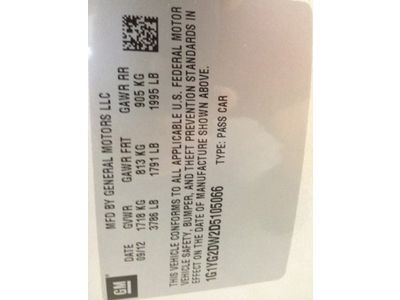 GM
MFD BY GENERAL MOTORS LLC
DATE GVWR GAWR FRT GAWR RR
09/12 1718 KG 813 KG 905 KG
3786 LB 1791 LB 1995 LB
THIS VEHICLE CONFORMS TO ALL APPLICABLE U.S. FEDERAL MOTOR
VEHICLE SAFETY, BUMPER, AND THEFT PREVENTION STANDARDS IN
EFFECT ON THE DATE OF MANUFACTURE SHOWN ABOVE.
1G1YG2DW2D5105066 TYPE: PASS CAR